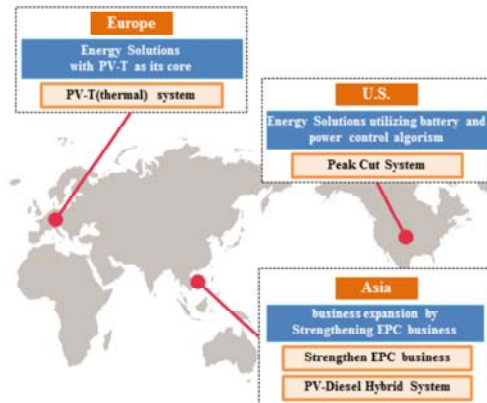 Europe
Energy Solutions
with PV-T as its core
PV-T(thermal) system
U.S.
Energy Solutions utilizing battery and
power control algorism
Peak Cut System
Asia
business expansion by
Strengthening EPC business
Strengthen EPC business
PV-Diesel Hybrid System